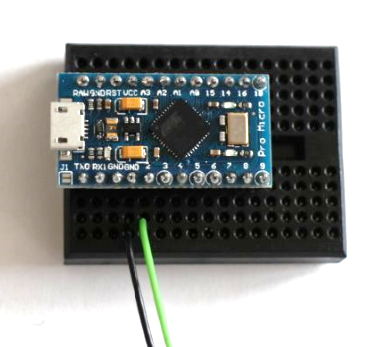 RAW GND RST VCC A3 A2 A1 A0 15 14 16 10
Pro Micro
J1 TXO RXI GND GND 2 3 4 5 6 7 8 9